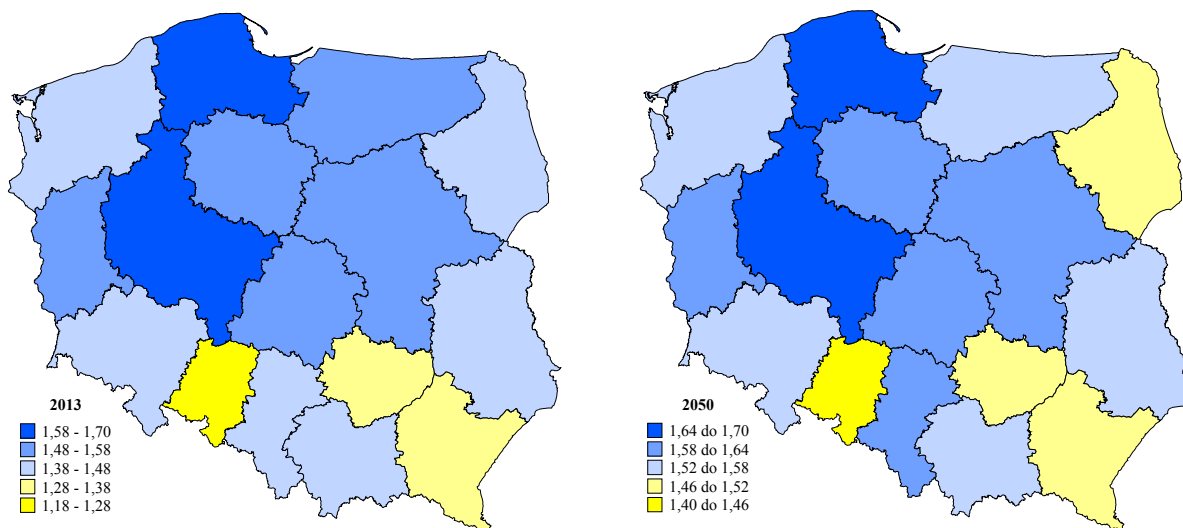 2013
1,58 - 1,70
1,48 - 1,58
1,38 - 1,48
1,28 - 1,38
1,18 - 1,28
2050
1,64 do 1,70
1,58 do 1,64
1,52 do 1,58
1,46 do 1,52
1,40 do 1,46